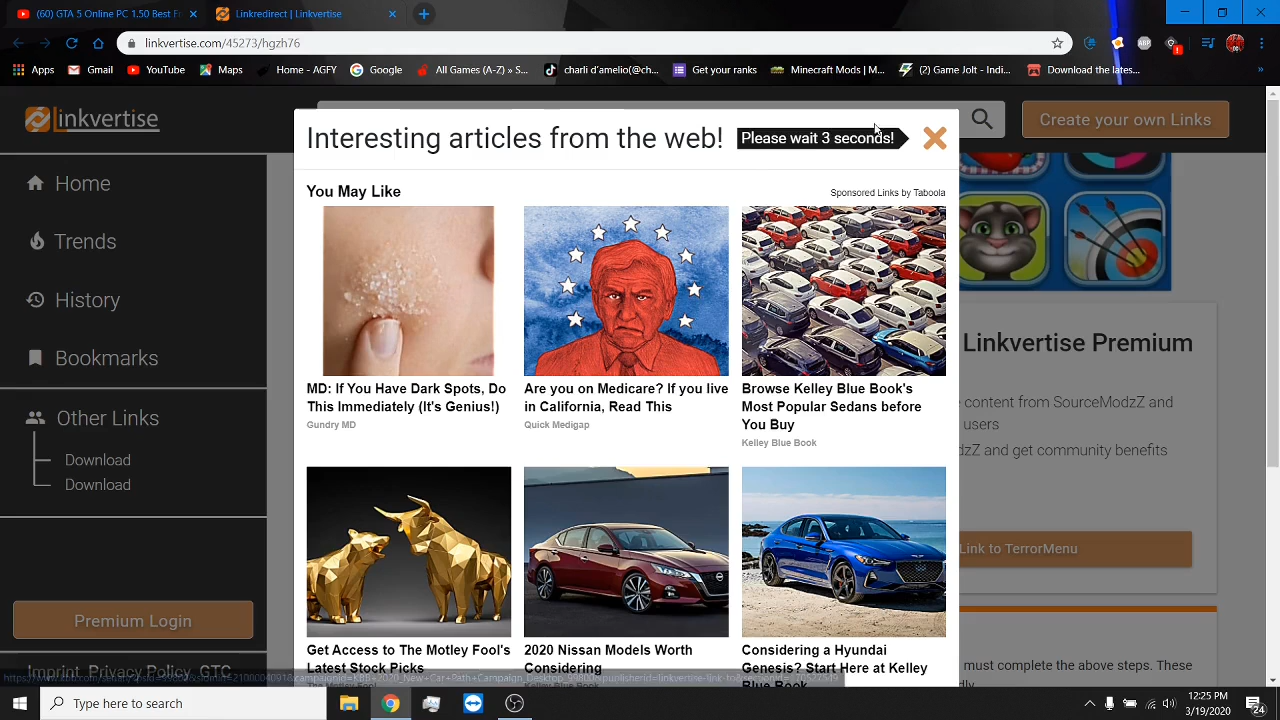 (60) GTA 5 Online PC 1.50 Best F
Linkvertise
Linkredirect | Linkvertise
linkvertise.com/45273/hgzh76
Apps
Gmail
YouTube
Maps
Home - AGFY
Google
All Games (A-Z) » S...
charli d'amelio(@ch...
Get your ranks
Minecraft Mods | M...
(2) Game Jolt - Indi...
Download the lates...
linkvertise
Create your own Links
Interesting articles from the web!
Please wait 3 seconds!
Home
Trends
History
Bookmarks
Other Links
Download
Download
Premium Login
Imprint, Privacy Policy, GTC
You May Like
Sponsored Links by Taboola
MD: If You Have Dark Spots, Do
This Immediately (It's Genius!)
Gundry MD
Are you on Medicare? If you live
in California, Read This
Quick Medigap
Browse Kelley Blue Book's
Most Popular Sedans before
You Buy
Kelley Blue Book
Get Access to The Motley Fool's
Latest Stock Picks
2020 Nissan Models Worth
Considering
Considering a Hyundai
Genesis? Start Here at Kelley
Blue Book
Linkvertise Premium
content from SourceModzZ and
users
dzZ and get community benefits
Link to TerrorMenu
must complete the above steps. These
Type here to search
12:25 PM
3/19/2020
24